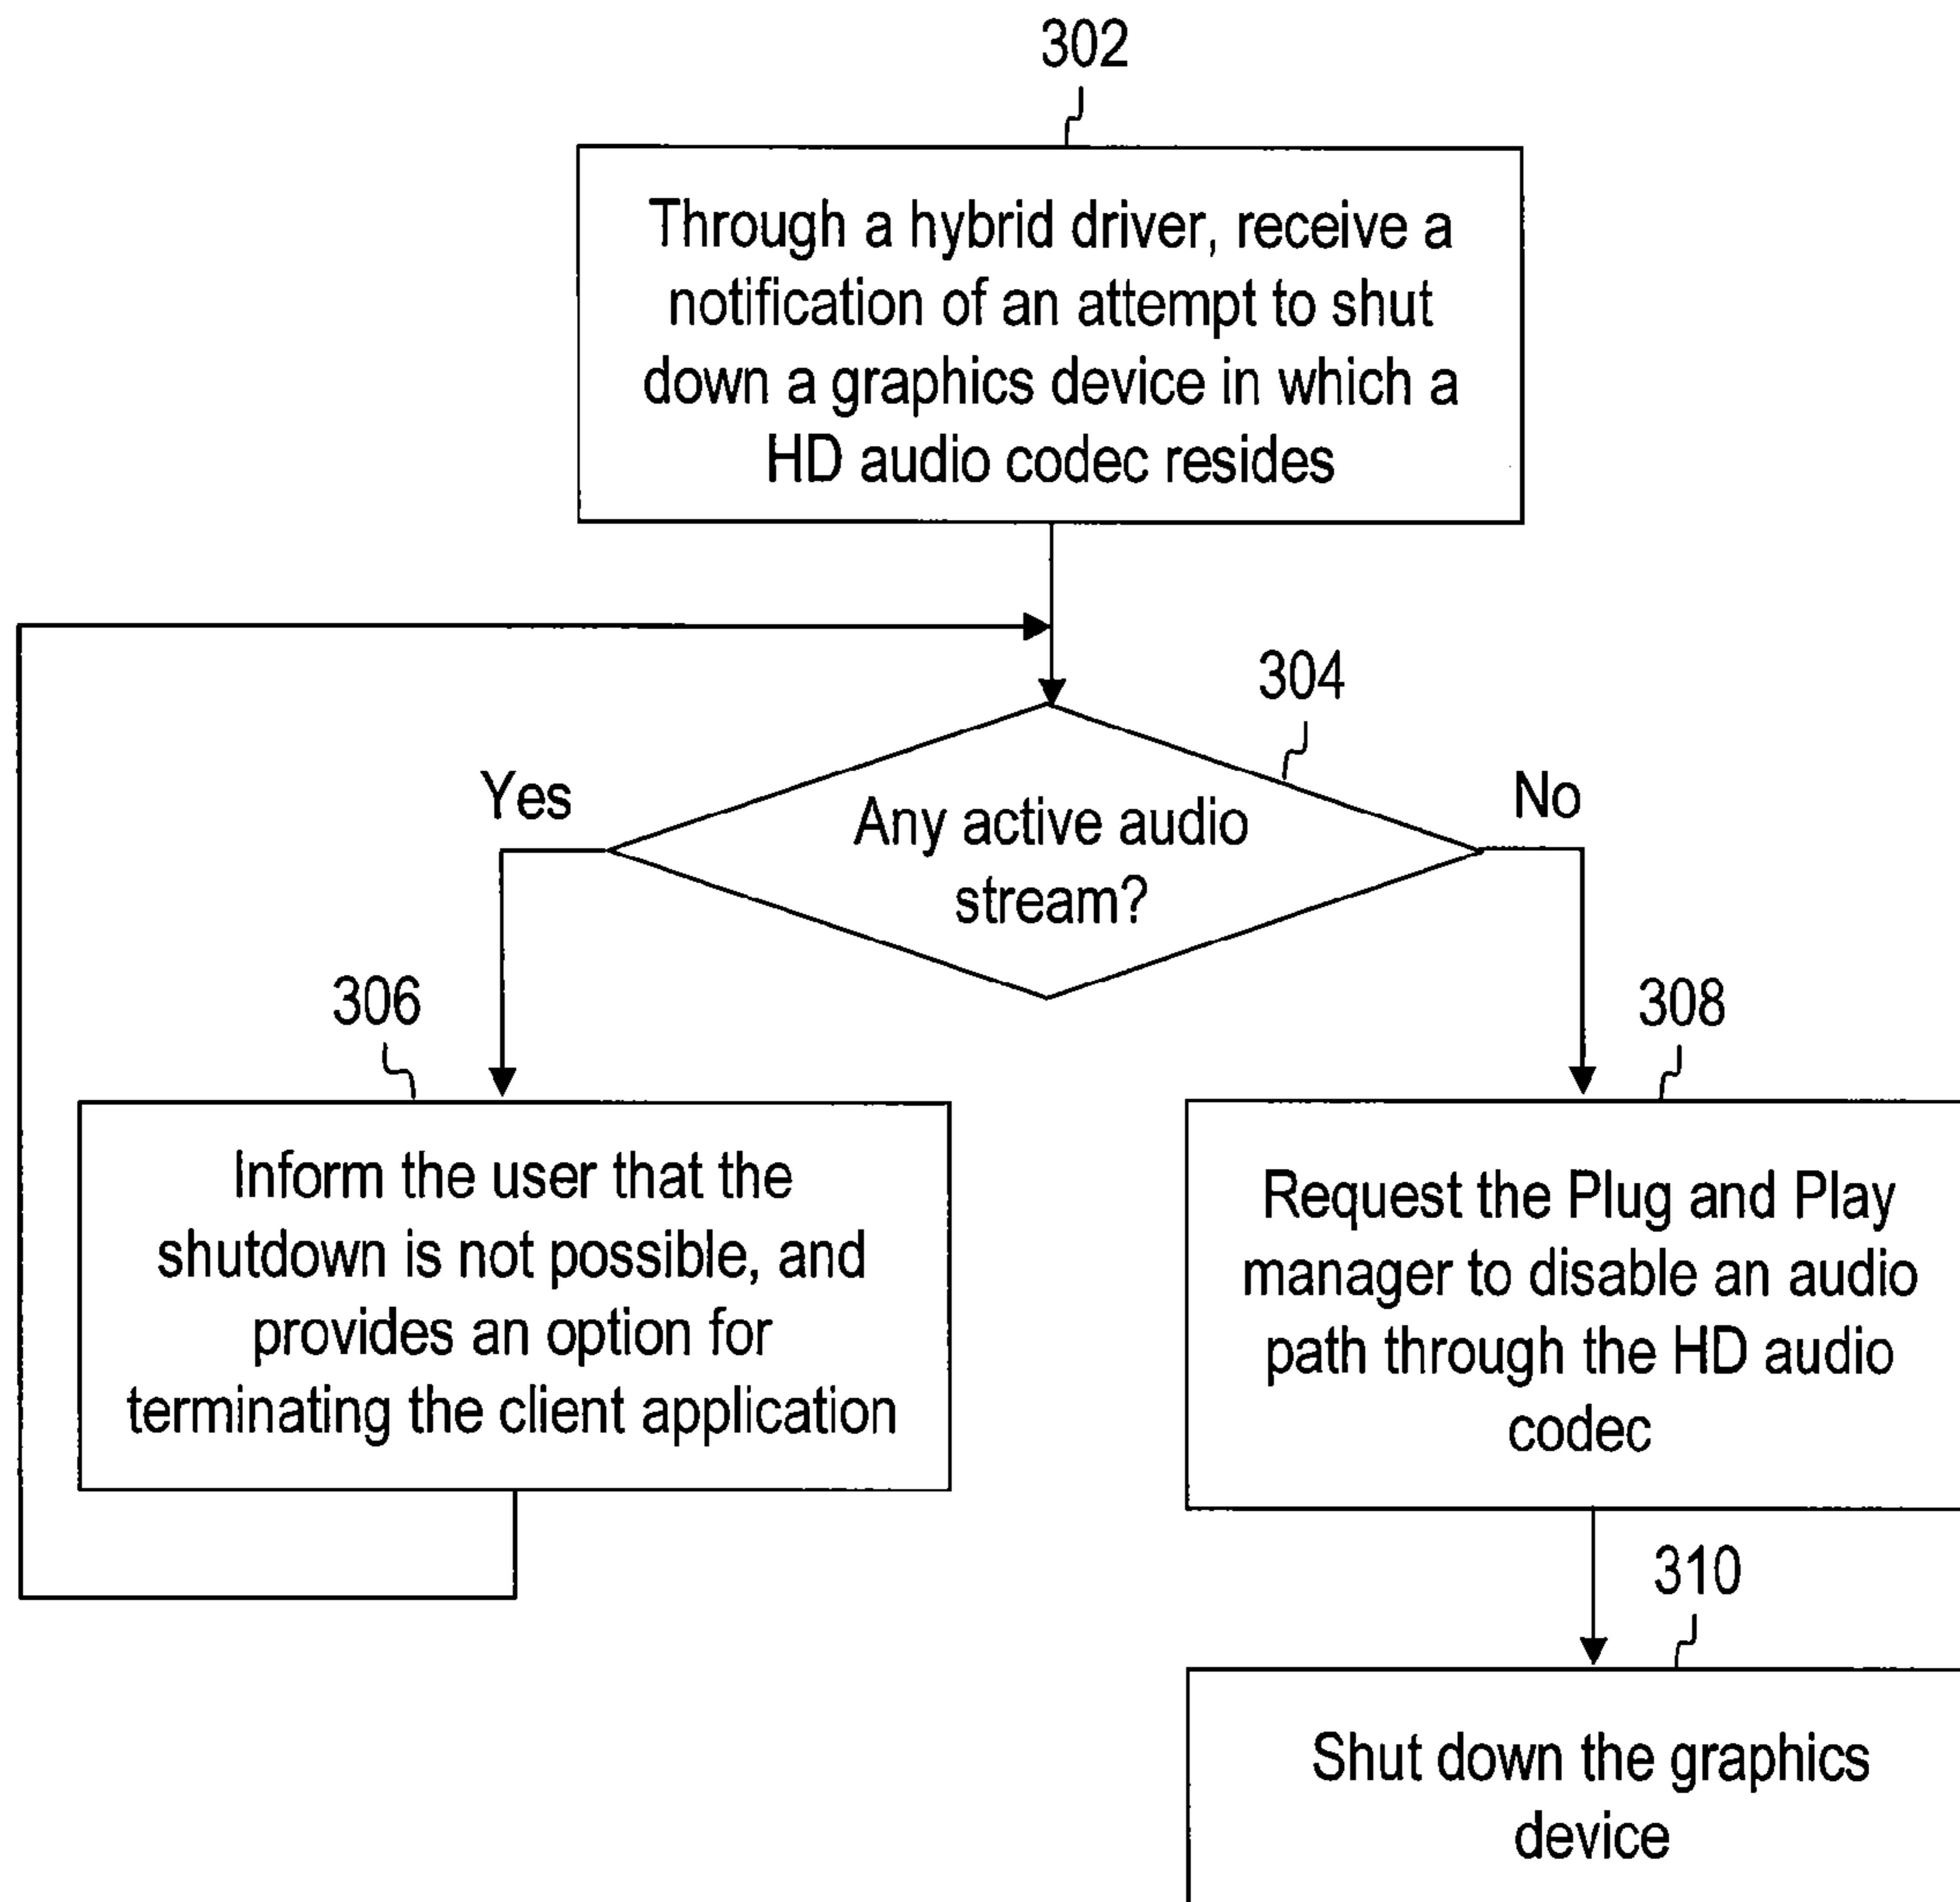 302
Through a hybrid driver, receive a
notification of an attempt to shut
down a graphics device in which a
HD audio codec resides
304
Yes
No
Any active audio
stream?
306
308
Inform the user that the
shutdown is not possible, and
provides an option for
terminating the client application
Request the Plug and Play
manager to disable an audio
path through the HD audio
codec
310
Shut down the graphics
device